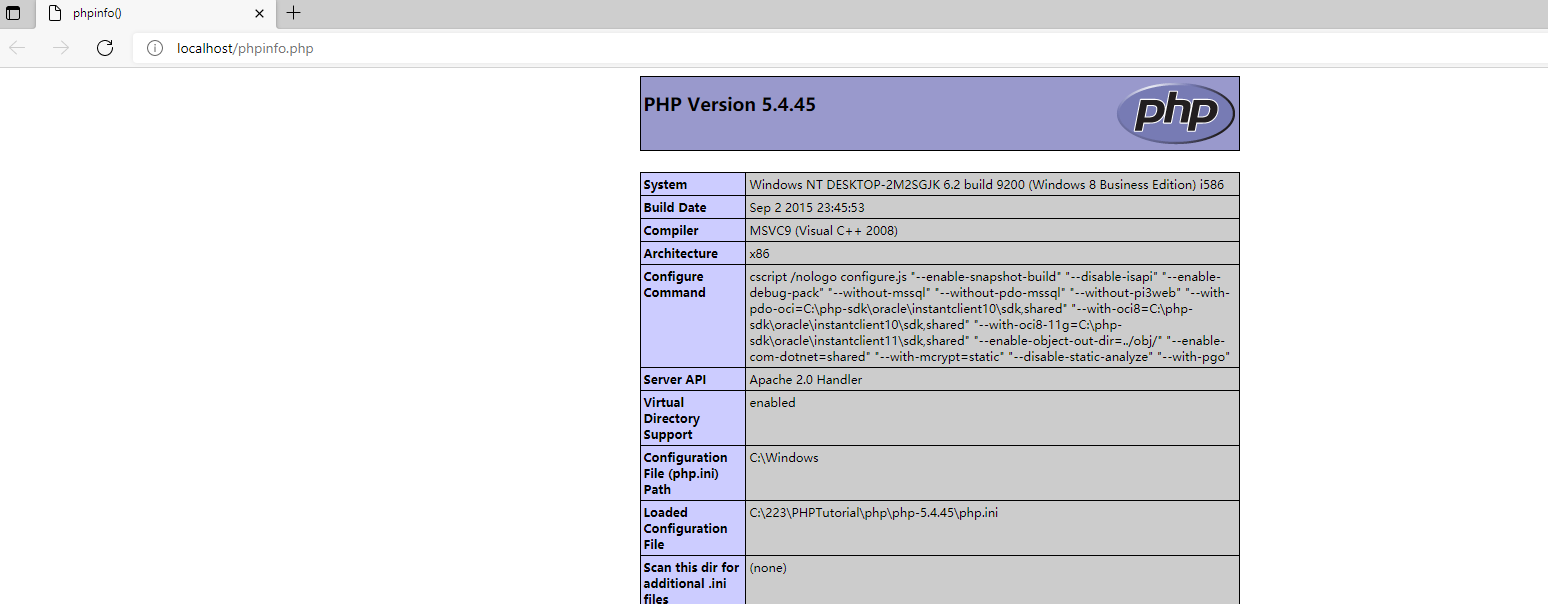 phpinfo()
localhost/phpinfo.php
PHP Version 5.4.45
php
System
Windows NT DESKTOP-2M2SGJK 6.2 build 9200 (Windows 8 Business Edition) i586
Build Date
Sep 2 2015 23:45:53
Compiler
MSVC9 (Visual C++ 2008)
Architecture
x86
Configure
Command
cscript /nologo configure.js "--enable-snapshot-build" "--disable-isapi" "--enable-
debug-pack" "--without-mssql" "--without-pdo-mssql" "--without-pi3web" "--with-
pdo-oci=C:\php-sdk\oracle\instantclient10\sdk,shared" "--with-oci8=C:\php-
sdk\oracle\instantclient10\sdk,shared" "--with-oci8-11g=C:\php-
sdk\oracle\instantclient11\sdk,shared" "--enable-object-out-dir=../obj/" "--enable-
com-dotnet=shared" "--with-mcrypt=static" "--disable-static-analyze" "--with-pgo"
Server API
Apache 2.0 Handler
Virtual
Directory
Support
enabled
Configuration
File (php.ini)
Path
C:\Windows
Loaded
Configuration
File
C:\223\PHPTutorial\php\php-5.4.45\php.ini
Scan this dir for
additional .ini
files
(none)